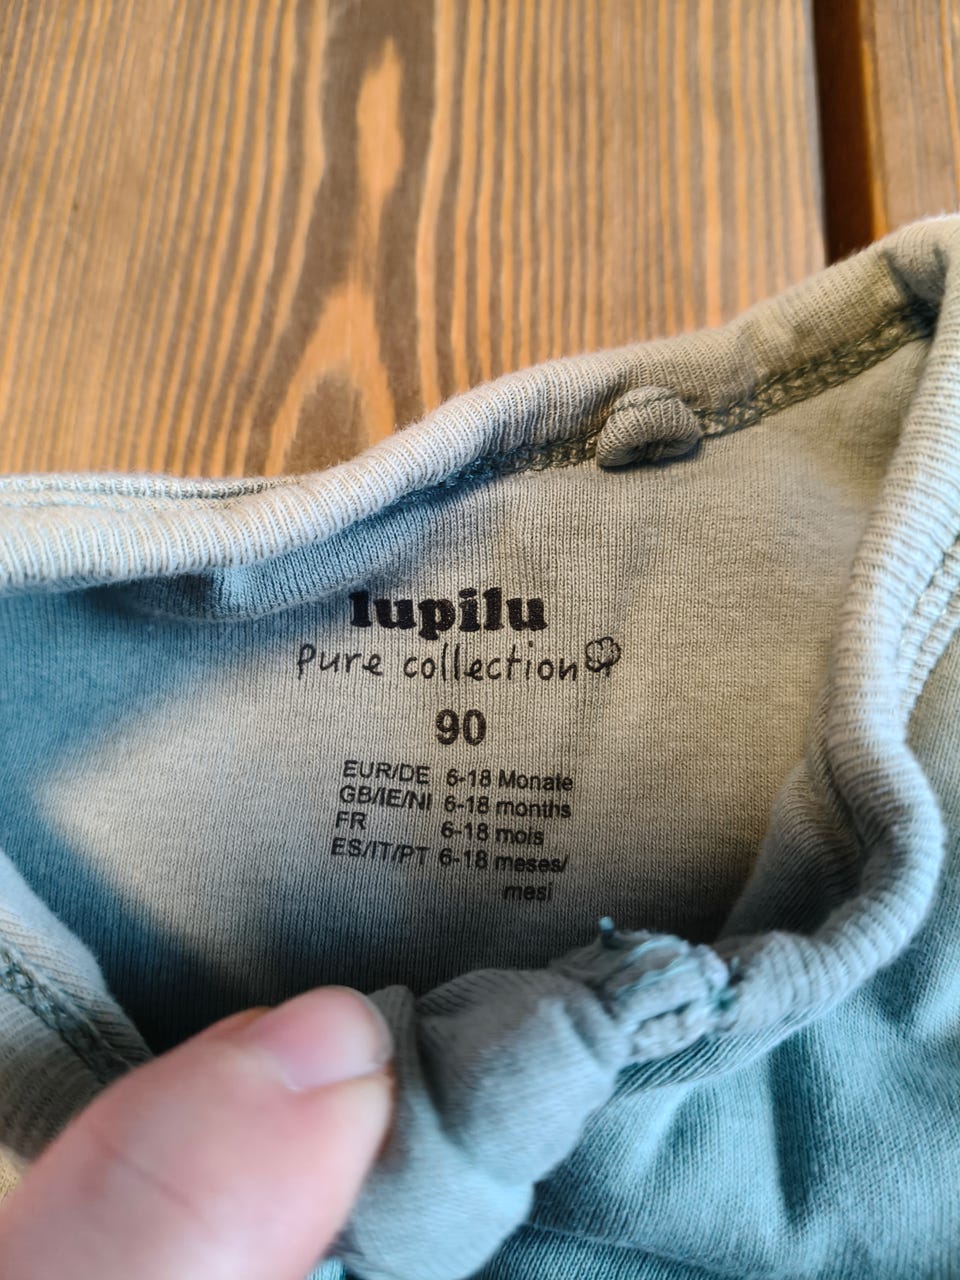 lupilu
pure collection
90
EUR/DE 6-18 Monate
GB/IE/NI 6-18 months
FR 6-18 mois
ES/IT/PT 6-18 meses/
mesi